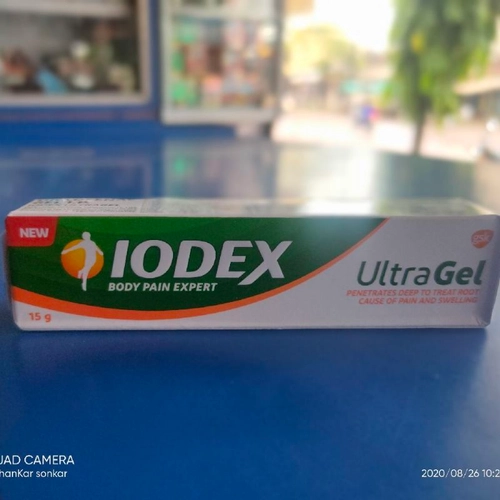 NEW
IODEX
BODY PAIN EXPERT
15 g
UltraGel
PENETRATES DEEP TO TREAT ROOT
CAUSE OF PAIN AND SWELLING
gsk
UAD CAMERA
hanKar sonkar
2020/08/26 10:2